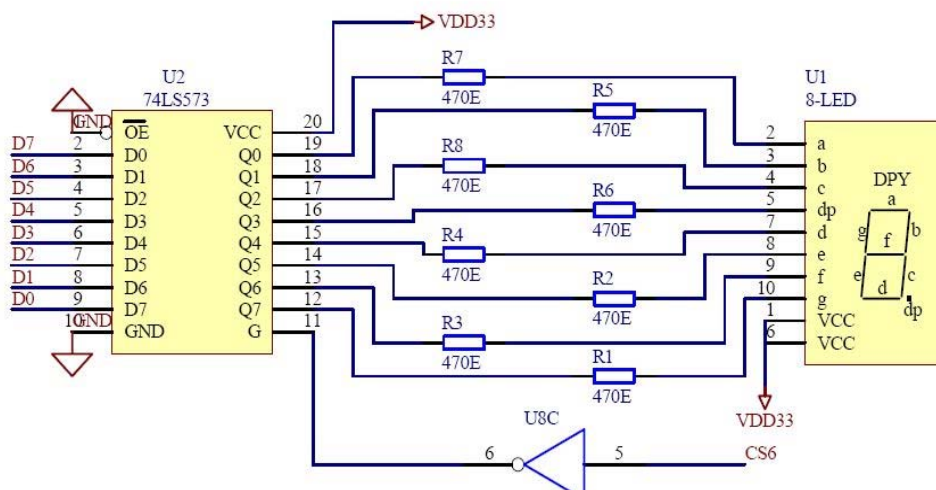 VDD33
U2
74LS573
R7
470E
R5
470E
R8
470E
R6
470E
R4
470E
R2
470E
R3
470E
R1
470E
U1
8-LED
GND
1
OE
VCC
20
D7
2
D0
Q0
19
D6
3
D1
Q1
18
D5
4
D2
Q2
17
D4
5
D3
Q3
16
D3
6
D4
Q4
15
D2
7
D5
Q5
14
D1
8
D6
Q6
13
D0
9
D7
Q7
12
GND
10
GND
G
11
2
a
3
b
4
c
5
dp
7
d
8
e
9
f
10
g
1
VCC
6
VCC
DPY
a
g
b
f
e
c
d
dp
VDD33
U8C
6
5
CS6